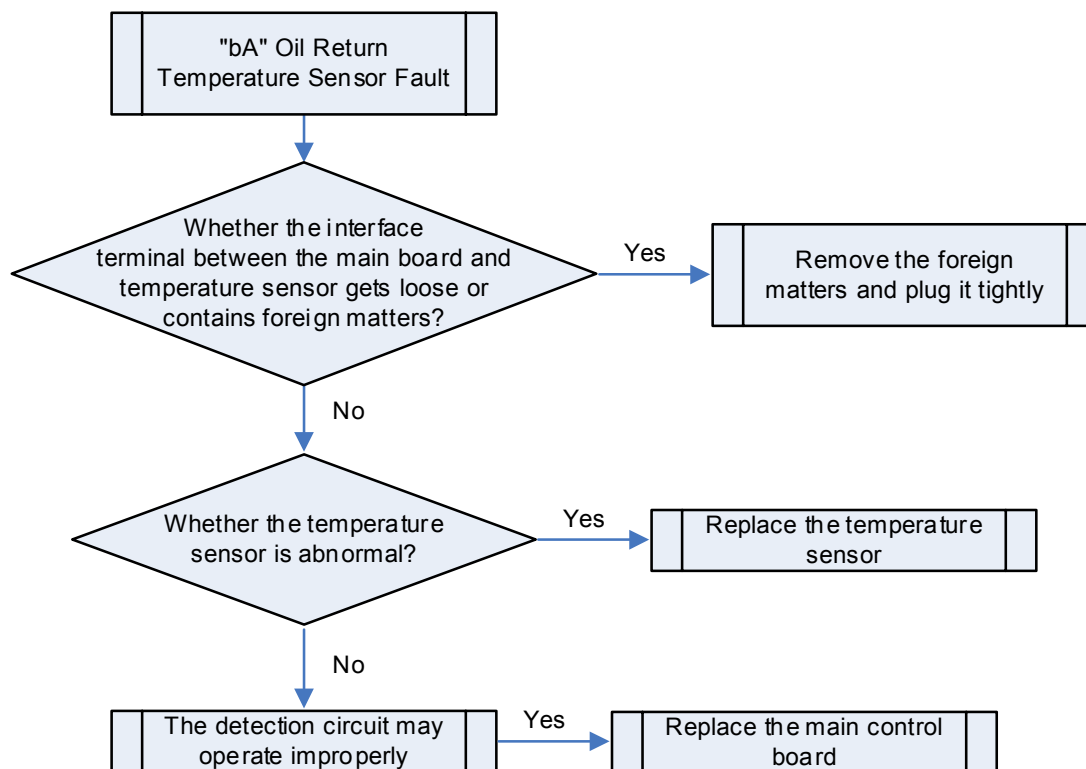 "bA" Oil Return
Temperature Sensor Fault
Whether the interface
terminal between the main board and
temperature sensor gets loose or
contains foreign matters?
Yes
Remove the foreign
matters and plug it tightly
No
Whether the temperature
sensor is abnormal?
Yes
Replace the temperature
sensor
No
The detection circuit may
operate improperly
Yes
Replace the main control
board